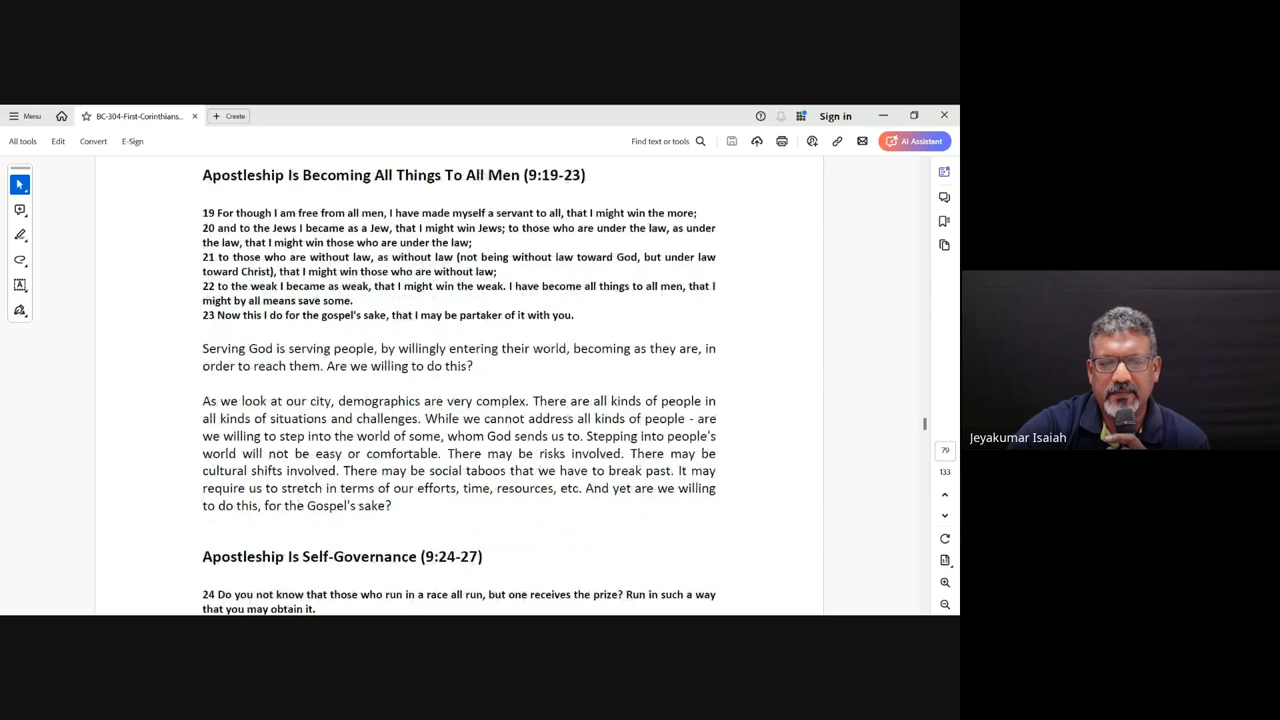 Menu
BC-304-First-Corinthians...
Create
Sign in
All tools
Edit
Convert
E-Sign
Find text or tools
AI Assistant
Apostleship Is Becoming All Things To All Men (9:19-23)
19 For though I am free from all men, I have made myself a servant to all, that I might win the more;
20 and to the Jews I became as a Jew, that I might win Jews; to those who are under the law, as under
the law, that I might win those who are under the law;
21 to those who are without law, as without law (not being without law toward God, but under law
toward Christ), that I might win those who are without law;
22 to the weak I became as weak, that I might win the weak. I have become all things to all men, that I
might by all means save some.
23 Now this I do for the gospel's sake, that I may be partaker of it with you.
Serving God is serving people, by willingly entering their world, becoming as they are, in
order to reach them. Are we willing to do this?
As we look at our city, demographics are very complex. There are all kinds of people in
all kinds of situations and challenges. While we cannot address all kinds of people - are
we willing to step into the world of some, whom God sends us to. Stepping into people's
world will not be easy or comfortable. There may be risks involved. There may be
cultural shifts involved. There may be social taboos that we have to break past. It may
require us to stretch in terms of our efforts, time, resources, etc. And yet are we willing
to do this, for the Gospel's sake?
Apostleship Is Self-Governance (9:24-27)
24 Do you not know that those who run in a race all run, but one receives the prize? Run in such a way
that you may obtain it.
79
133
Jeyakumar Isaiah